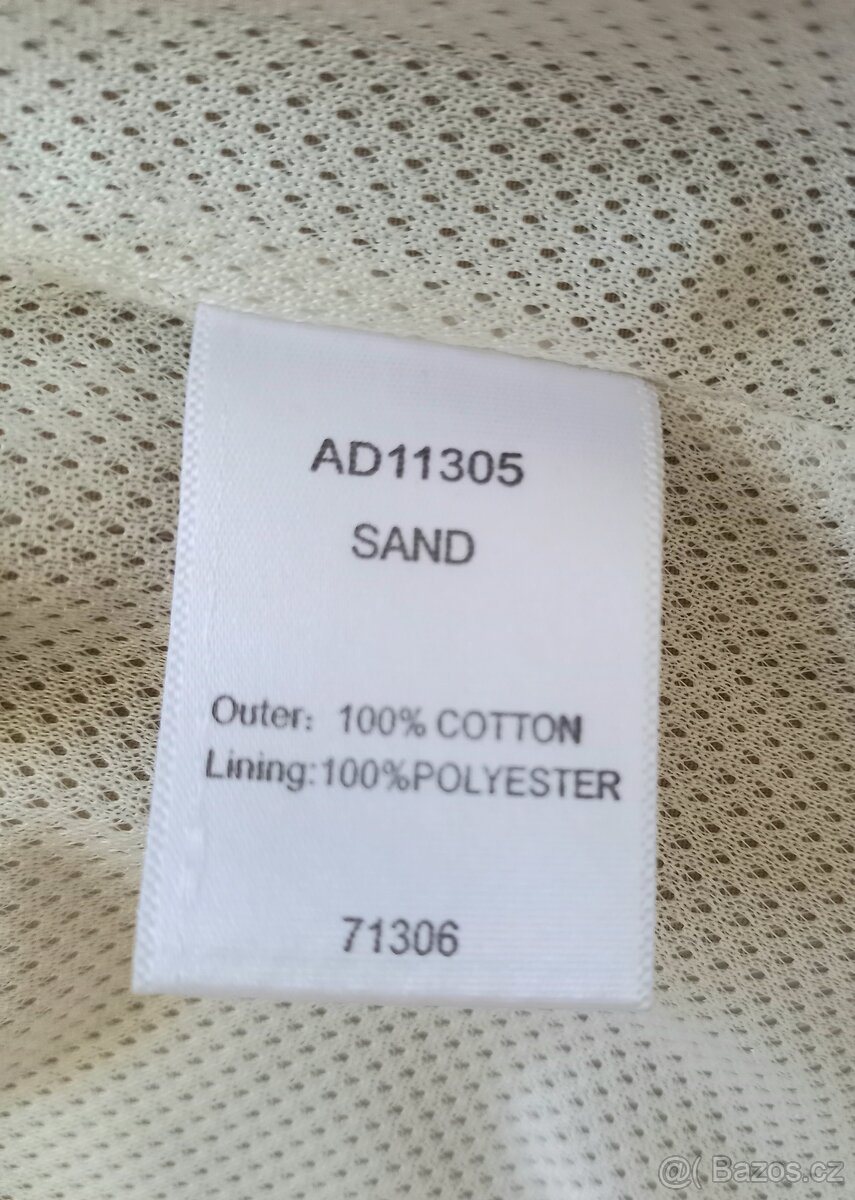 AD11305
SAND
Outer: 100% COTTON
Lining:100%POLYESTER
71306
@( Bazos.cz